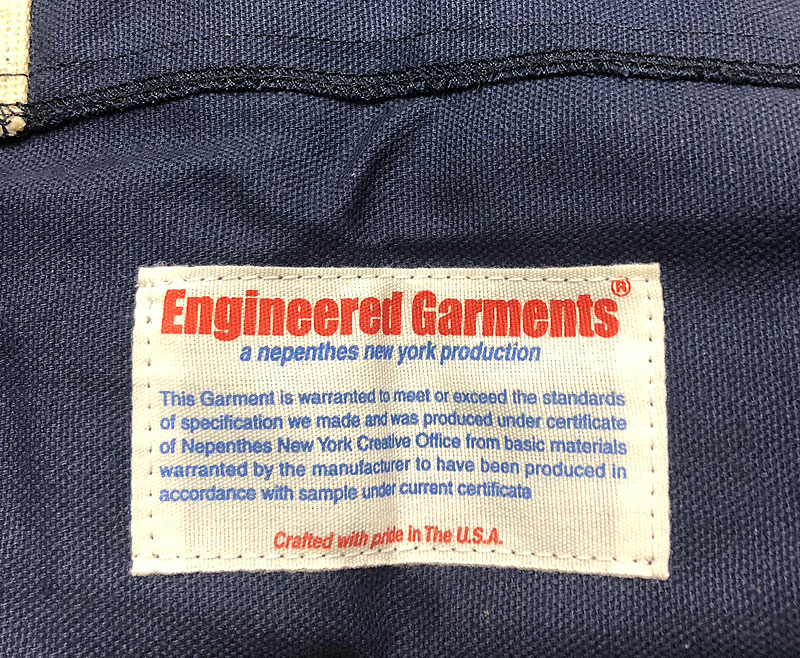 Engineered Garments®
a nepenthes new york production
This Garment is warranted to meet or exceed the standards
of specification we made and was produced under certificate
of Nepenthes New York Creative Office from basic materials
warranted by the manufacturer to have been produced in
accordance with sample under current certificata
Crafted with pride in The U.S.A.